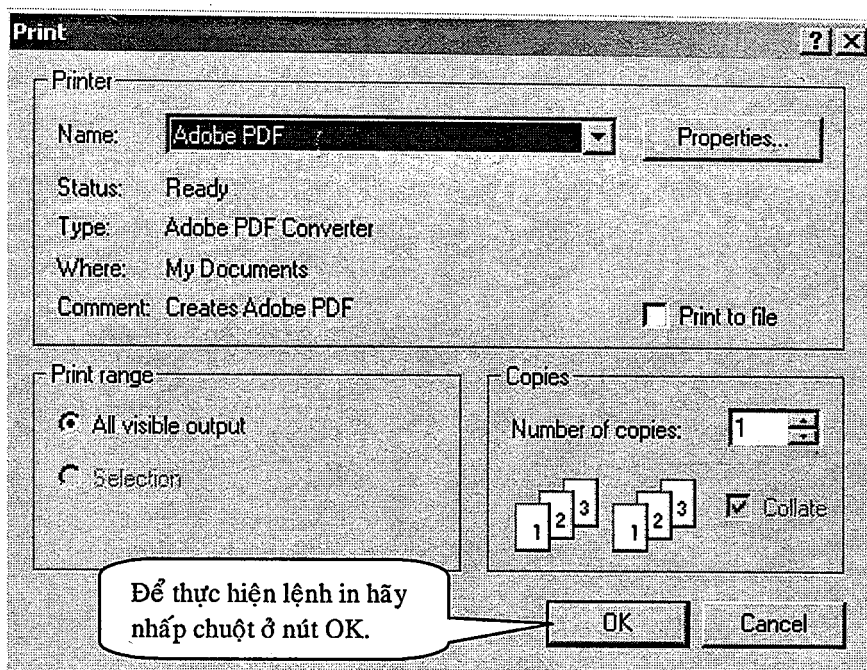 Print
Printer
Name: Adobe PDF Properties...
Status: Ready
Type: Adobe PDF Converter
Where: My Documents
Comment: Creates Adobe PDF Print to file
Print range Copies
All visible output Number of copies: 1
Selection
1 2 3 1 2 3 Collate
Để thực hiện lệnh in hãy
nhấp chuột ở nút OK.
OK Cancel